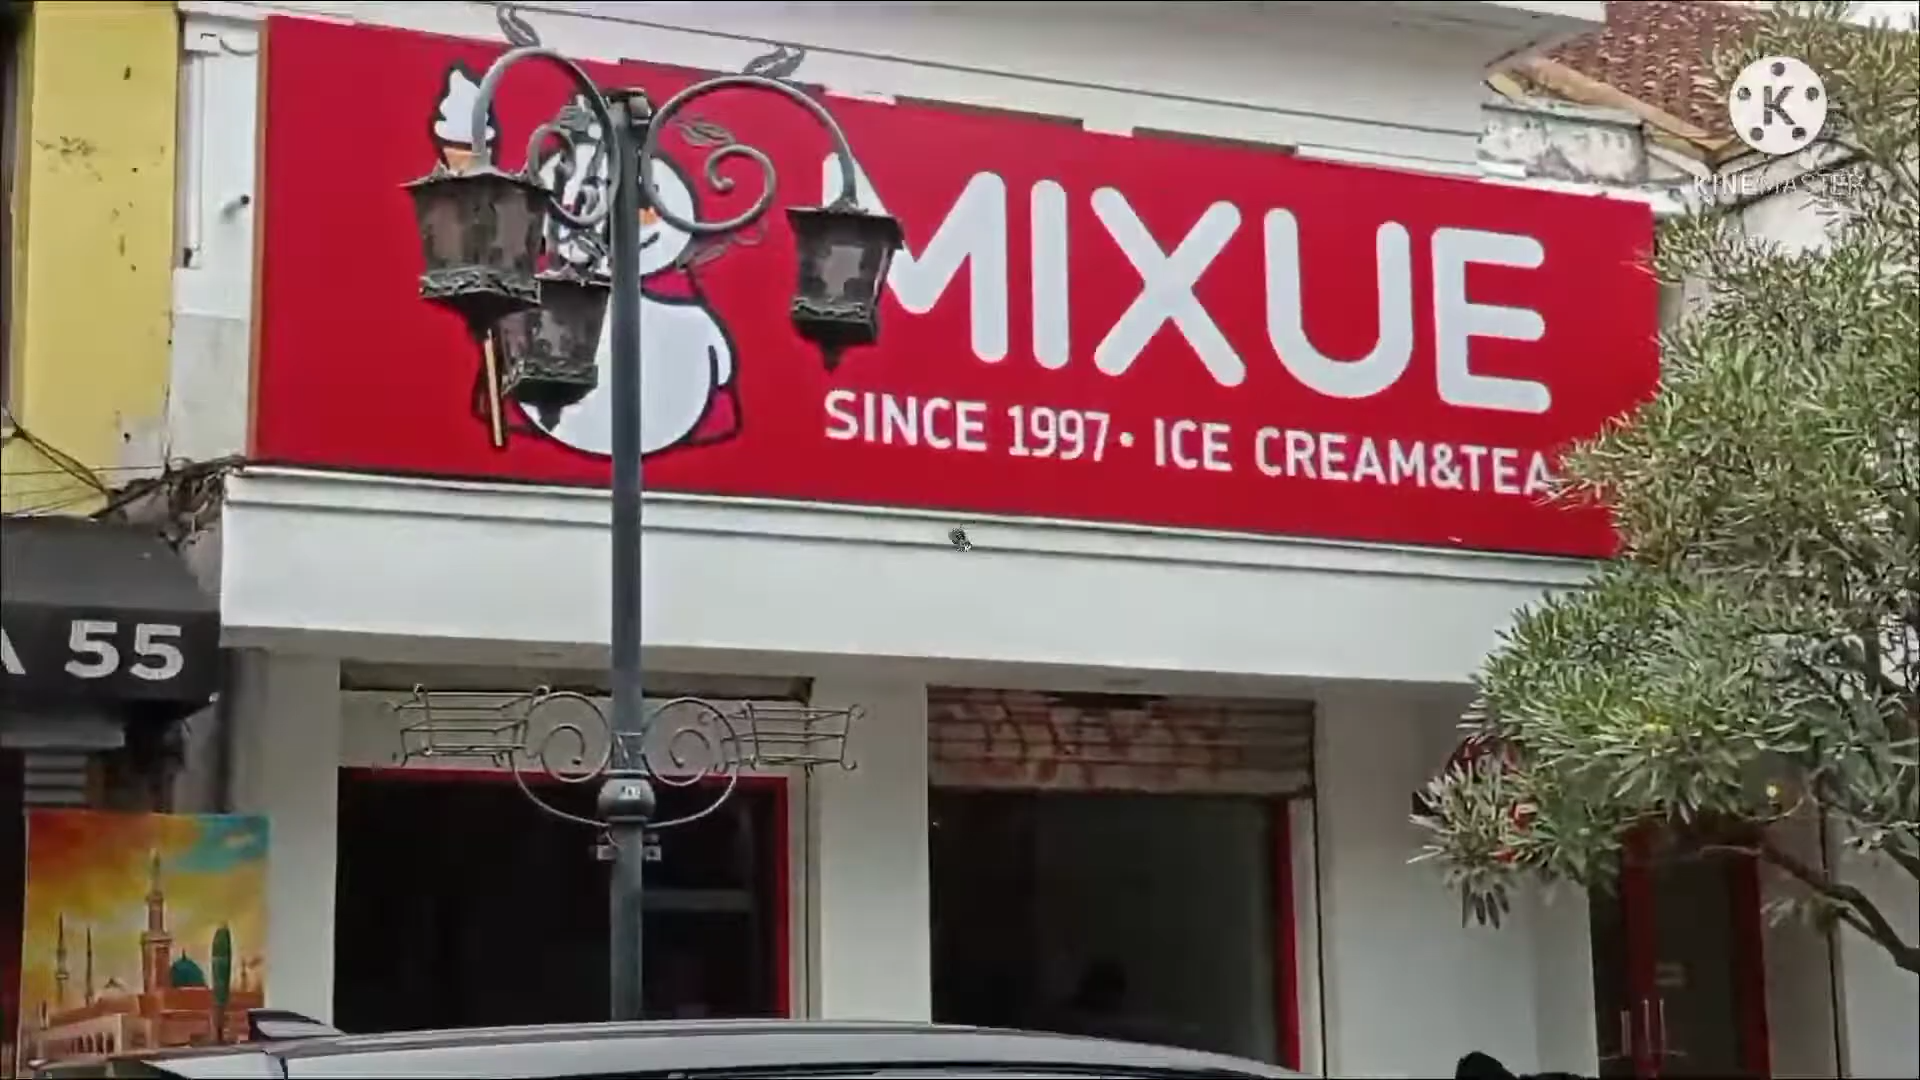 K
KINEMASTER
MIXUE
SINCE 1997• ICE CREAM&TEA
55